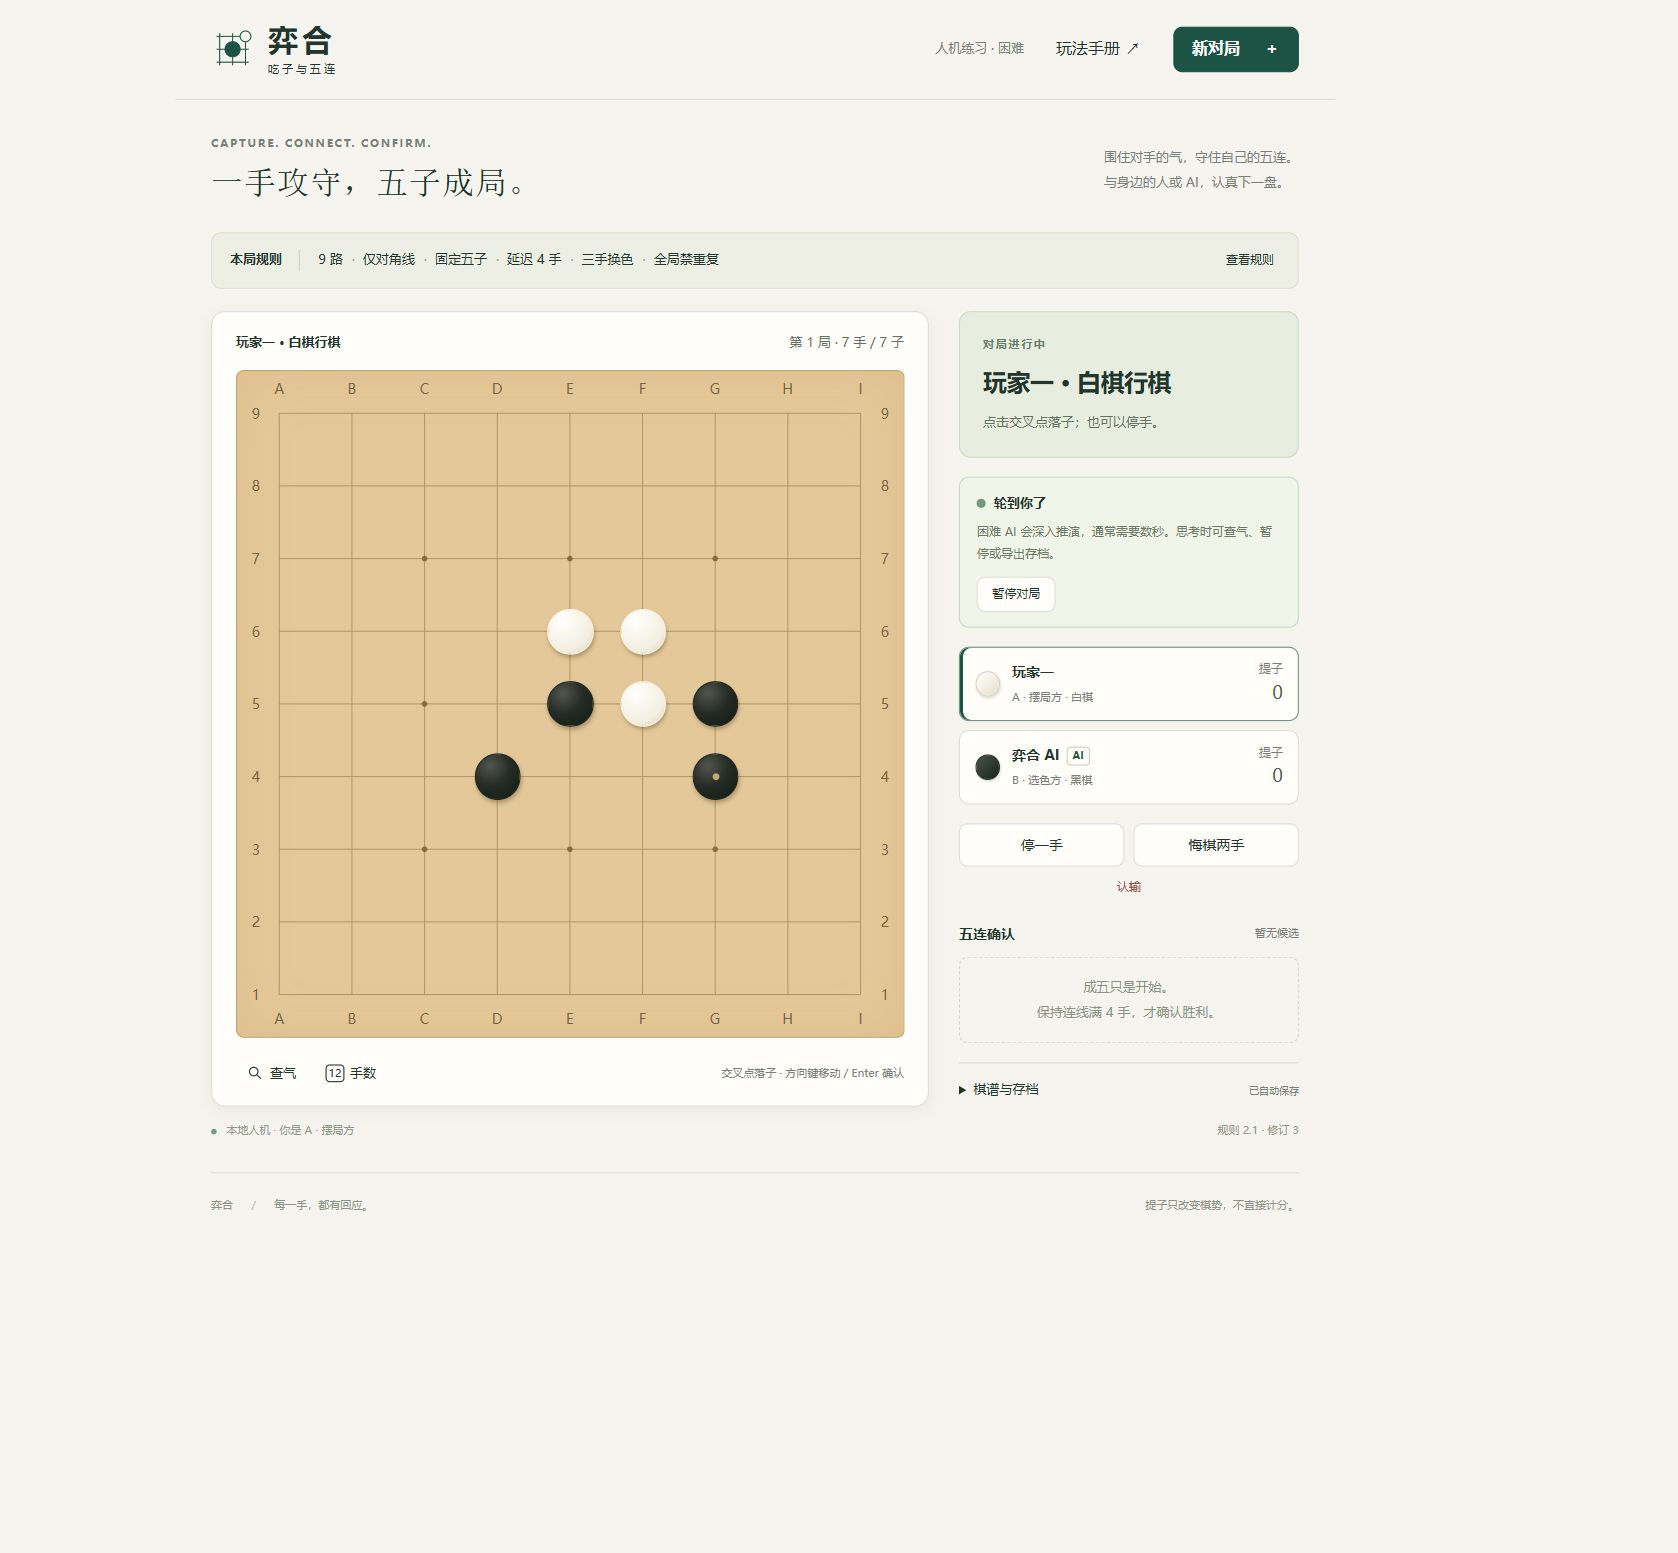 弈合
吃子与五连
人机练习 · 困难
玩法手册 ↗
新对局 +
CAPTURE. CONNECT. CONFIRM.
一手攻守，五子成局。
围住对手的气，守住自己的五连。
与身边的人或 AI，认真下一盘。
本局规则 9 路 · 仅对角线 · 固定五子 · 延迟 4 手 · 三手换色 · 全局禁重复
查看规则
玩家一 • 白棋行棋
第 1 局 · 7 手 / 7 子
A B C D E F G H I
9 9
8 8
7 7
6 6
5 5
4 4
3 3
2 2
1 1
A B C D E F G H I
查气
12 手数
交叉点落子 · 方向键移动 / Enter 确认
对局进行中
玩家一 • 白棋行棋
点击交叉点落子；也可以停手。
轮到你了
困难 AI 会深入推演，通常需要数秒。思考时可查气、暂
停或导出存档。
暂停对局
玩家一
A · 摆局方 · 白棋
提子
0
弈合 AI AI
B · 选色方 · 黑棋
提子
0
停一手
悔棋两手
认输
五连确认
暂无候选
成五只是开始。
保持连线满 4 手，才确认胜利。
▶ 棋谱与存档
已自动保存
本地人机 · 你是 A · 摆局方
规则 2.1 · 修订 3
弈合 / 每一手，都有回应。
提子只改变棋势，不直接计分。